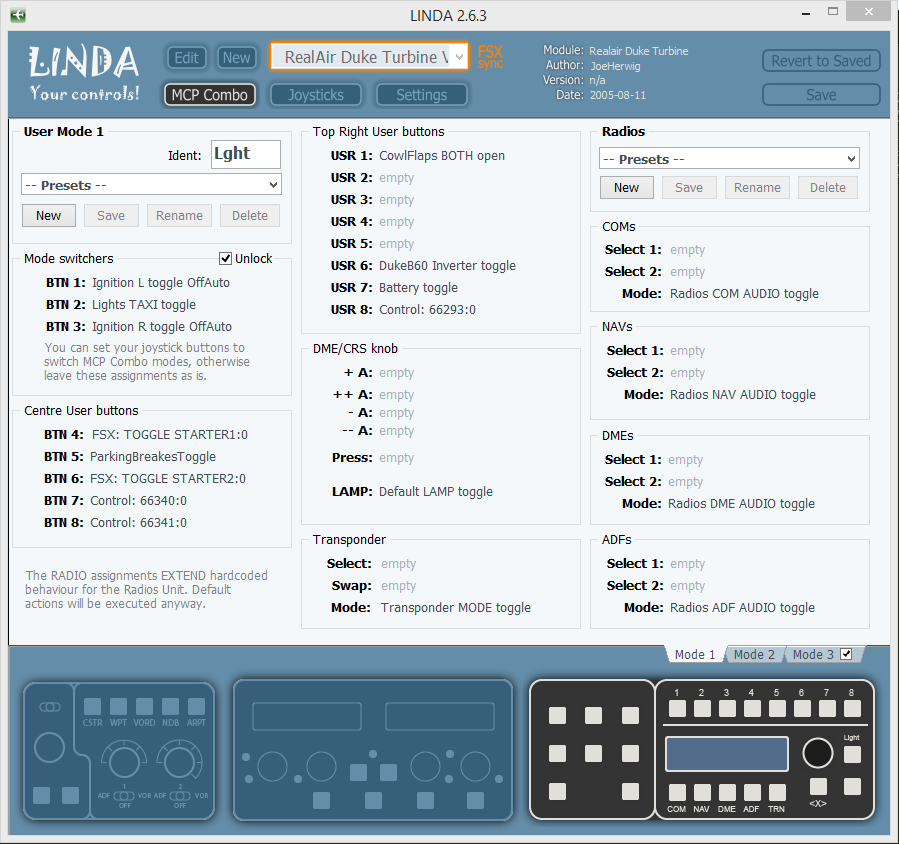 LINDA 2.6.3
LINDA
Your controls!
Edit
New
RealAir Duke Turbine V
FSX
sync
Module: Realair Duke Turbine
Author: JoeHerwig
Version: n/a
Date: 2005-08-11
Revert to Saved
MCP Combo
Joysticks
Settings
Save
User Mode 1
Ident: Lght
-- Presets --
New
Save
Rename
Delete
Mode switchers
Unlock
BTN 1: Ignition L toggle OffAuto
BTN 2: Lights TAXI toggle
BTN 3: Ignition R toggle OffAuto
You can set your joystick buttons to
switch MCP Combo modes, otherwise
leave these assignments as is.
Centre User buttons
BTN 4: FSX: TOGGLE STARTER1:0
BTN 5: ParkingBreakesToggle
BTN 6: FSX: TOGGLE STARTER2:0
BTN 7: Control: 66340:0
BTN 8: Control: 66341:0
The RADIO assignments EXTEND hardcoded
behaviour for the Radios Unit. Default
actions will be executed anyway.
Top Right User buttons
USR 1: CowlFlaps BOTH open
USR 2: empty
USR 3: empty
USR 4: empty
USR 5: empty
USR 6: DukeB60 Inverter toggle
USR 7: Battery toggle
USR 8: Control: 66293:0
DME/CRS knob
+ A: empty
++ A: empty
- A: empty
-- A: empty
Press: empty
LAMP: Default LAMP toggle
Transponder
Select: empty
Swap: empty
Mode: Transponder MODE toggle
Radios
-- Presets --
New
Save
Rename
Delete
COMs
Select 1: empty
Select 2: empty
Mode: Radios COM AUDIO toggle
NAVs
Select 1: empty
Select 2: empty
Mode: Radios NAV AUDIO toggle
DMEs
Select 1: empty
Select 2: empty
Mode: Radios DME AUDIO toggle
ADFs
Select 1: empty
Select 2: empty
Mode: Radios ADF AUDIO toggle
Mode 1
Mode 2
Mode 3
CSTR WPT VORD NDB ARPT
1 2
ADF VOR ADF VOR
OFF OFF
1 2 3 4 5 6 7 8
Light
COM NAV DME ADF TRN
<X>